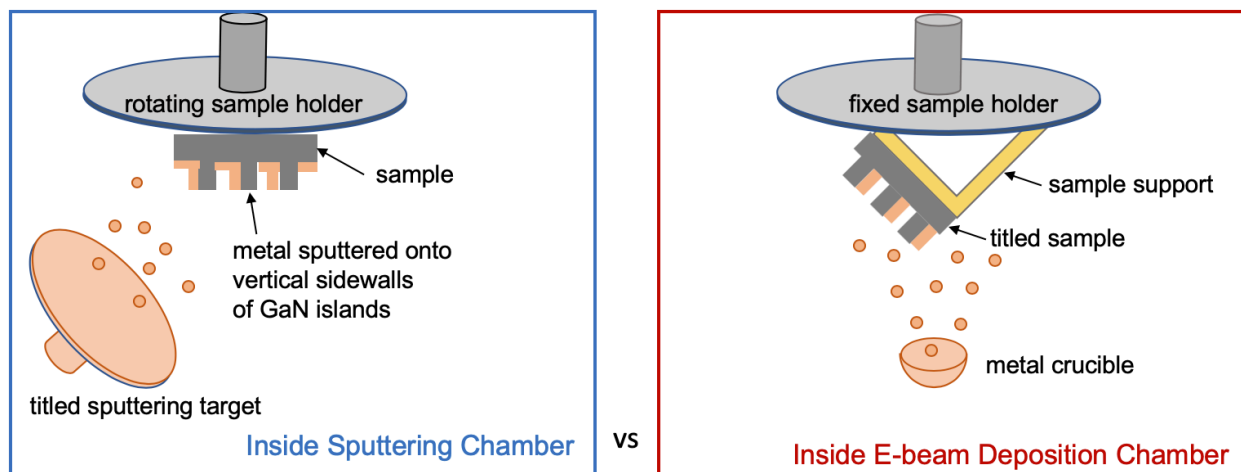 rotating sample holder
sample
metal sputtered onto
vertical sidewalls
of GaN islands
titled sputtering target
Inside Sputtering Chamber
vs
fixed sample holder
sample support
titled sample
metal crucible
Inside E-beam Deposition Chamber